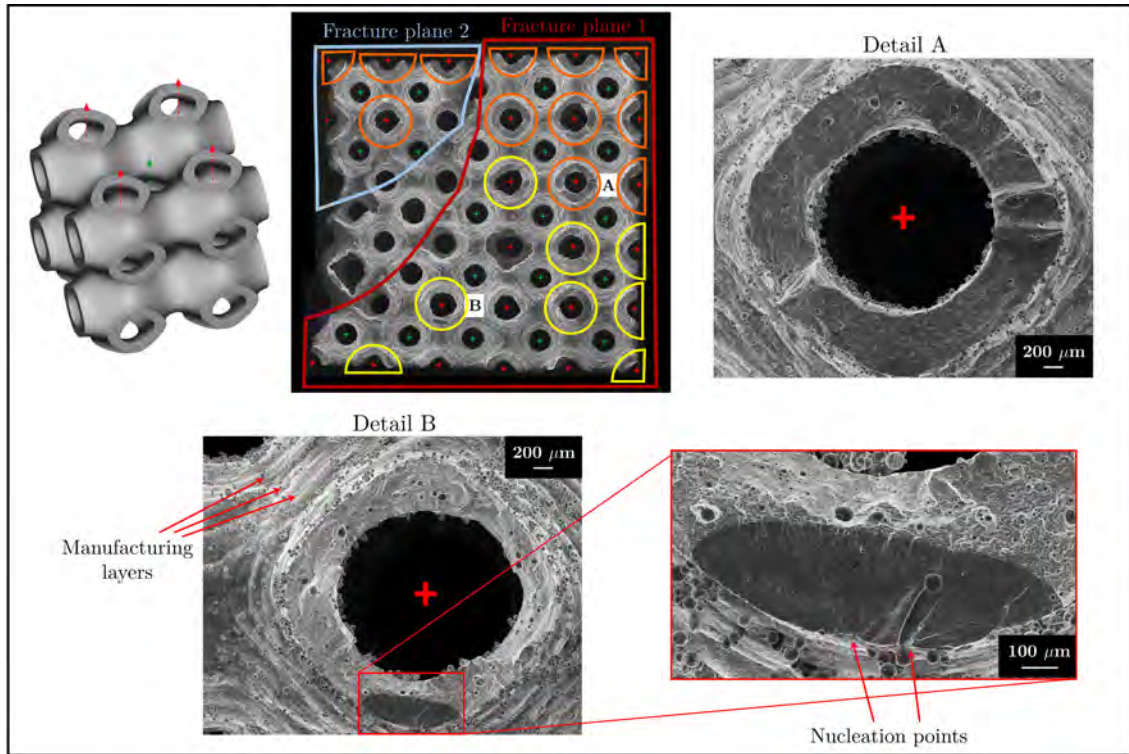 Fracture plane 2
Fracture plane 1
Detail A
A
B
200 μm
Detail B
200 μm
Manufacturing
layers
100 μm
Nucleation points